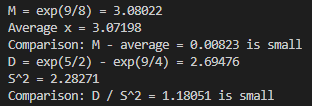 M = exp(9/8) = 3.08022
Average x = 3.07198
Comparison: M - average = 0.00823 is small
D = exp(5/2) - exp(9/4) = 2.69476
S^2 = 2.28271
Comparison: D / S^2 = 1.18051 is small